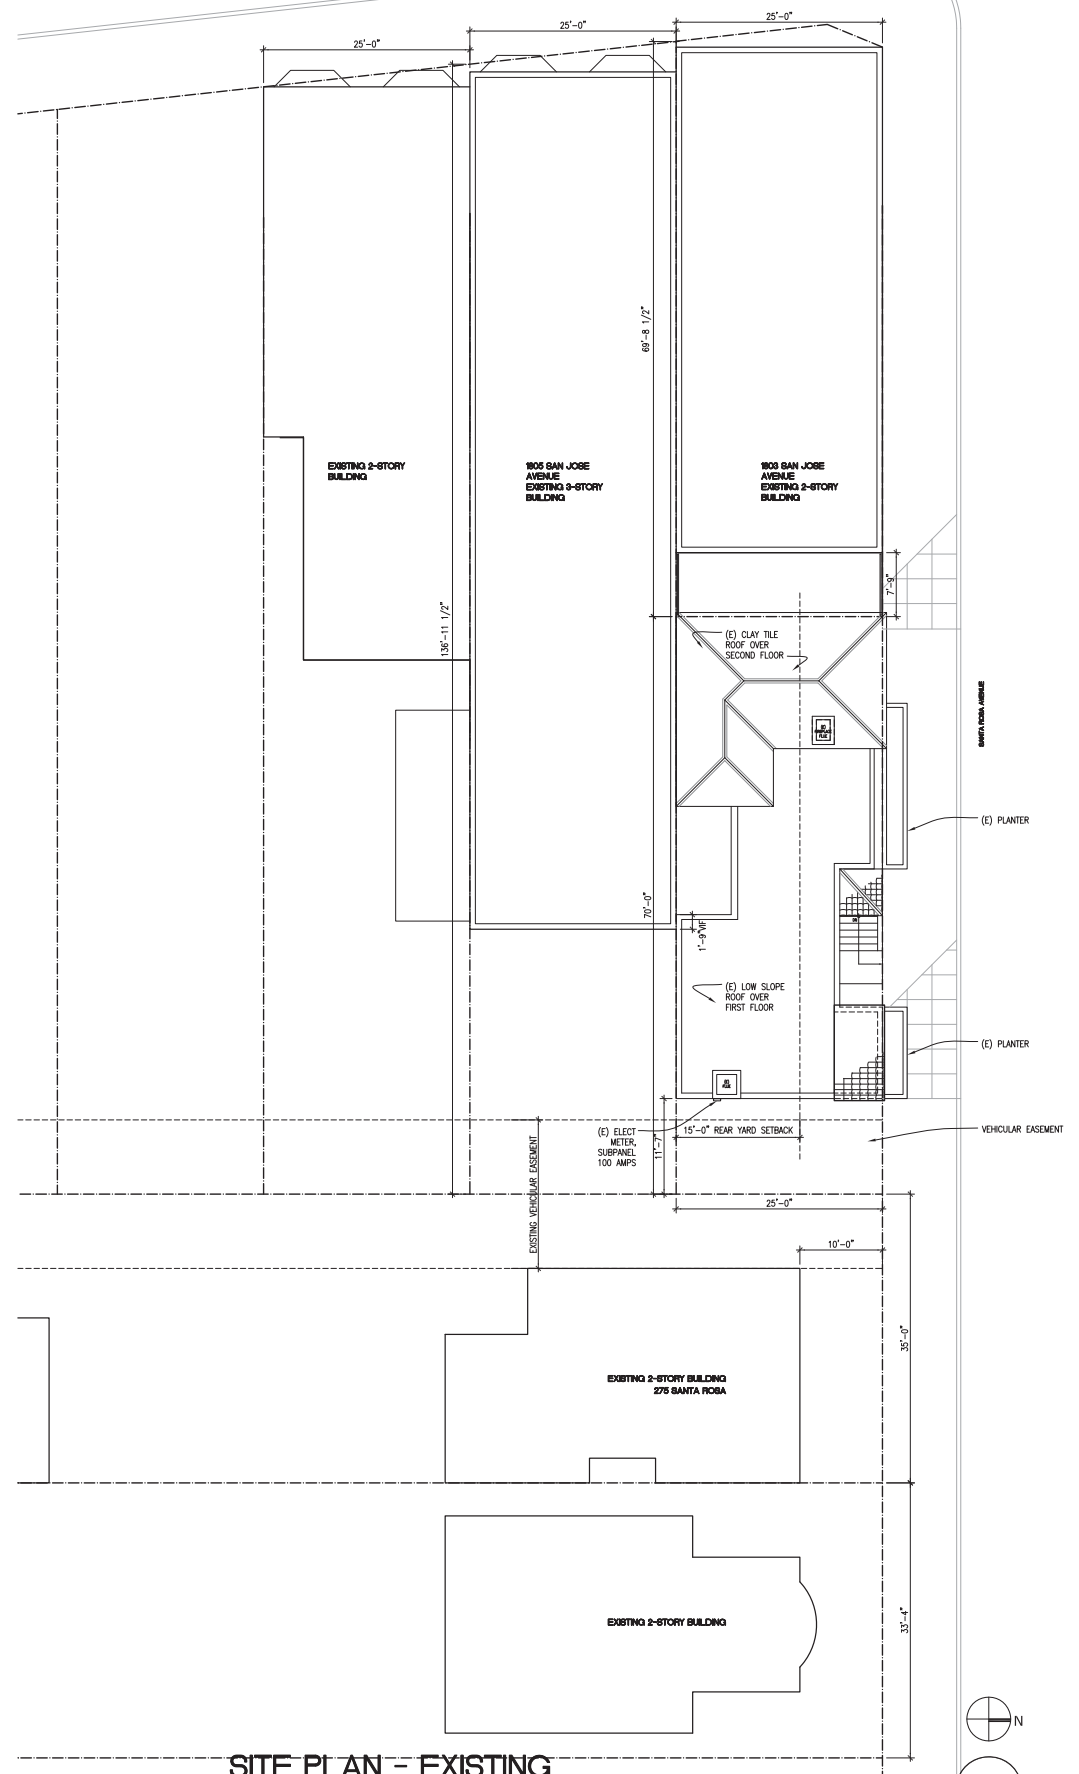 25'-0"
25'-0"
25'-0"
69'-8 1/2"
EXISTING 2-STORY
BUILDING
1805 SAN JOSE
AVENUE
EXISTING 3-STORY
BUILDING
1803 SAN JOSE
AVENUE
EXISTING 2-STORY
BUILDING
7'-9"
136'-11 1/2"
(E) CLAY TILE
ROOF OVER
SECOND FLOOR
SANTA ROSA AVENUE
(E)
FIREPLACE
FLUE
(E) PLANTER
70'-0"
1'-9"VIF
DN
(E) LOW SLOPE
ROOF OVER
FIRST FLOOR
(E) PLANTER
(E)
FLUE
(E) ELECT
METER,
SUBPANEL
100 AMPS
11'-7"
15'-0" REAR YARD SETBACK
VEHICULAR EASEMENT
EXISTING VEHICULAR EASEMENT
25'-0"
10'-0"
35'-0"
EXISTING 2-STORY BUILDING
275 SANTA ROSA
EXISTING 2-STORY BUILDING
33'-4"
N
SITE PLAN - EXISTING